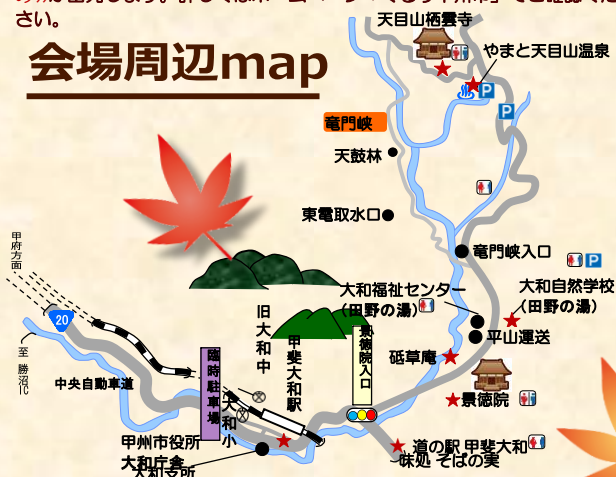 さい。
会場周辺map
天目山栖雲寺
やまと天目山温泉
P
P
竜門峡
天鼓林
東電取水口
竜門峡入口
P
甲府方面
大和福祉センター
(田野の湯)
大和自然学校
(田野の湯)
20
旧大和中
甲斐大和駅
景徳院入口
平山運送
至 勝沼IC
砥草庵
中央自動車道
臨時駐車場
大和小
景徳院
甲州市役所
大和庁舎
大和支所
道の駅 甲斐大和
味処 そばの実